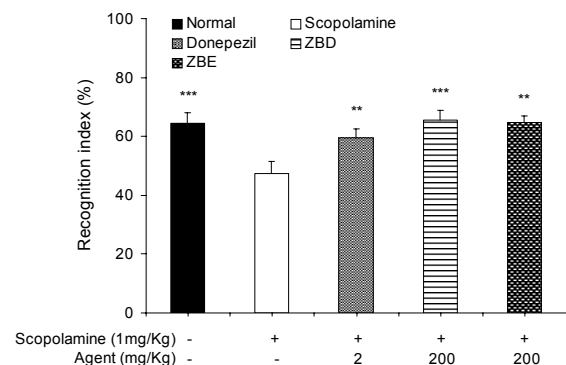 100
80
60
40
20
0
Recognition index (%)
Normal Scopolamine
Donepezil ZBD
ZBE
*** ** *** **
Scopolamine (1mg/Kg) - + + + +
Agent (mg/Kg) - - 2 200 200